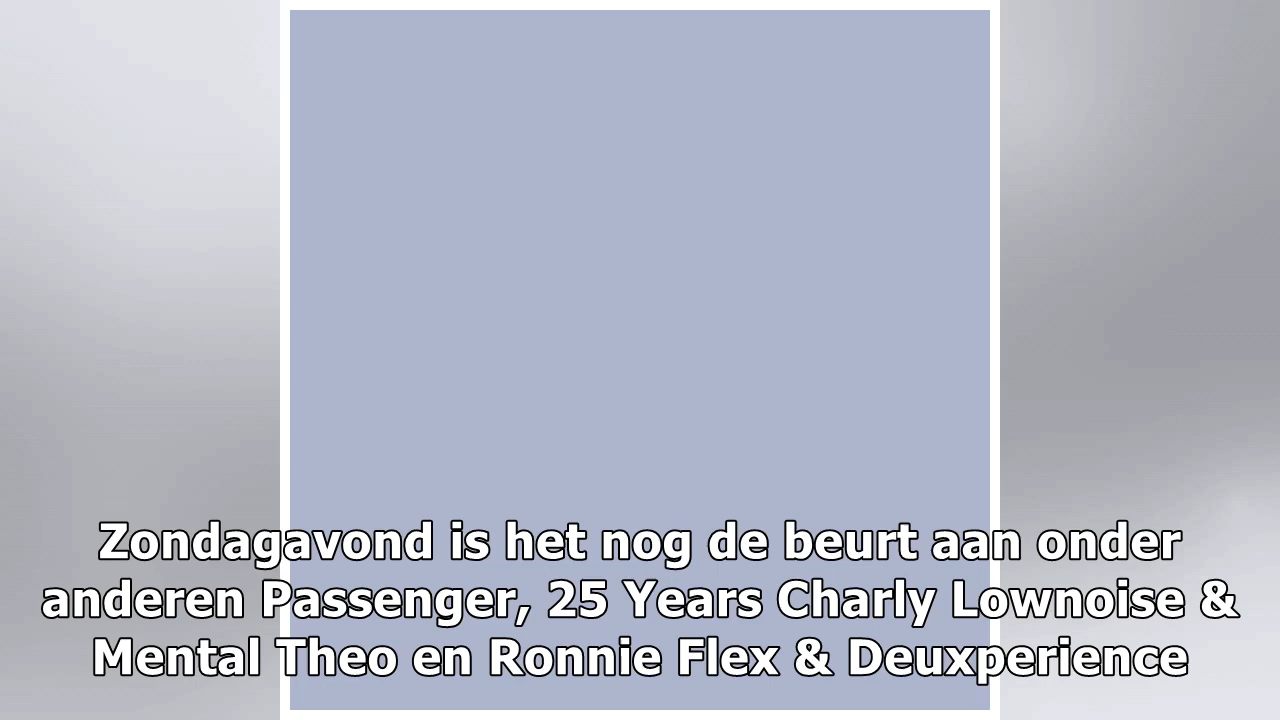 Zondagavond is het nog de beurt aan onder
anderen Passenger, 25 Years Charly Lownoise &
Mental Theo en Ronnie Flex & Deuxperience